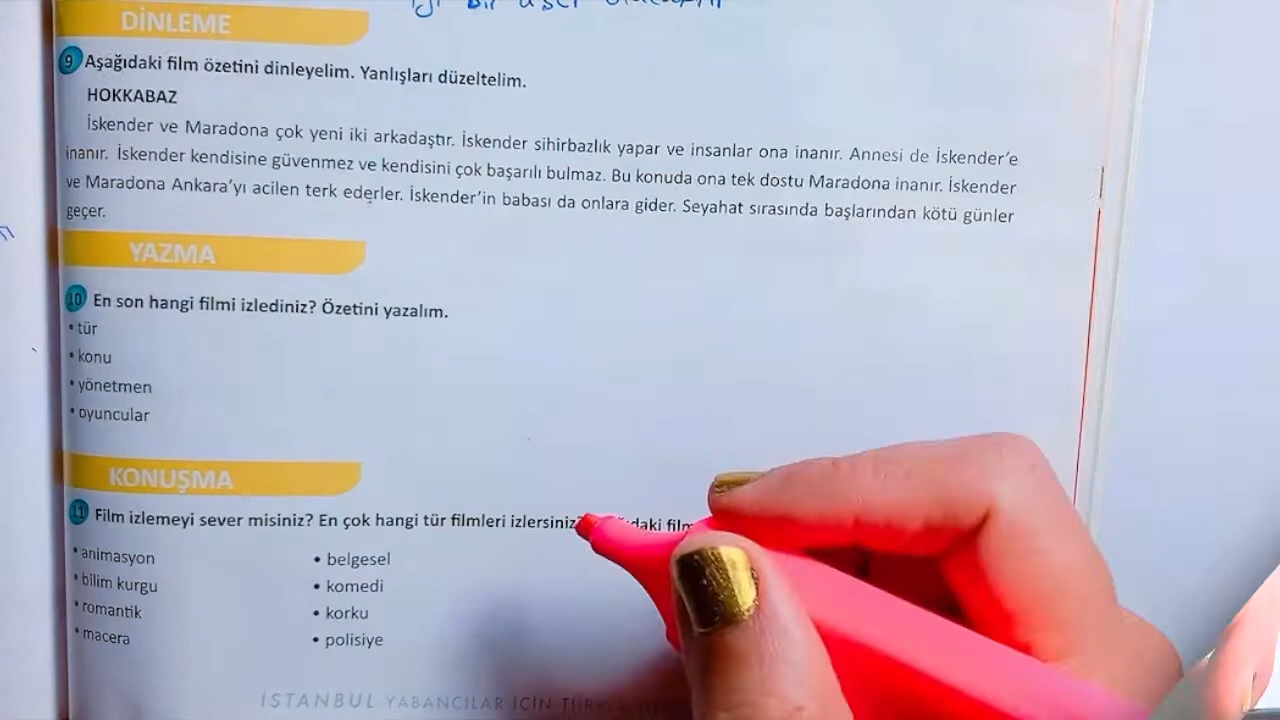 DİNLEME
9 Aşağıdaki film özetini dinleyelim. Yanlışları düzeltelim.
HOKKABAZ
İskender ve Maradona çok yeni iki arkadaştır. İskender sihirbazlık yapar ve insanlar ona inanır. Annesi de İskender'e
inanır. İskender kendisine güvenmez ve kendisini çok başarılı bulmaz. Bu konuda ona tek dostu Maradona inanır. İskender
ve Maradona Ankara'yı acilen terk ederler. İskender'in babası da onlara gider. Seyahat sırasında başlarından kötü günler
geçer.
YAZMA
10 En son hangi filmi izlediniz? Özetini yazalım.
• tür
• konu
• yönetmen
• oyuncular
KONUŞMA
11 Film izlemeyi sever misiniz? En çok hangi tür filmleri izlersiniz
• animasyon
• bilim kurgu
• romantik
• macera
• belgesel
• komedi
• korku
• polisiye
İSTANBUL YABANCILAR İÇİN